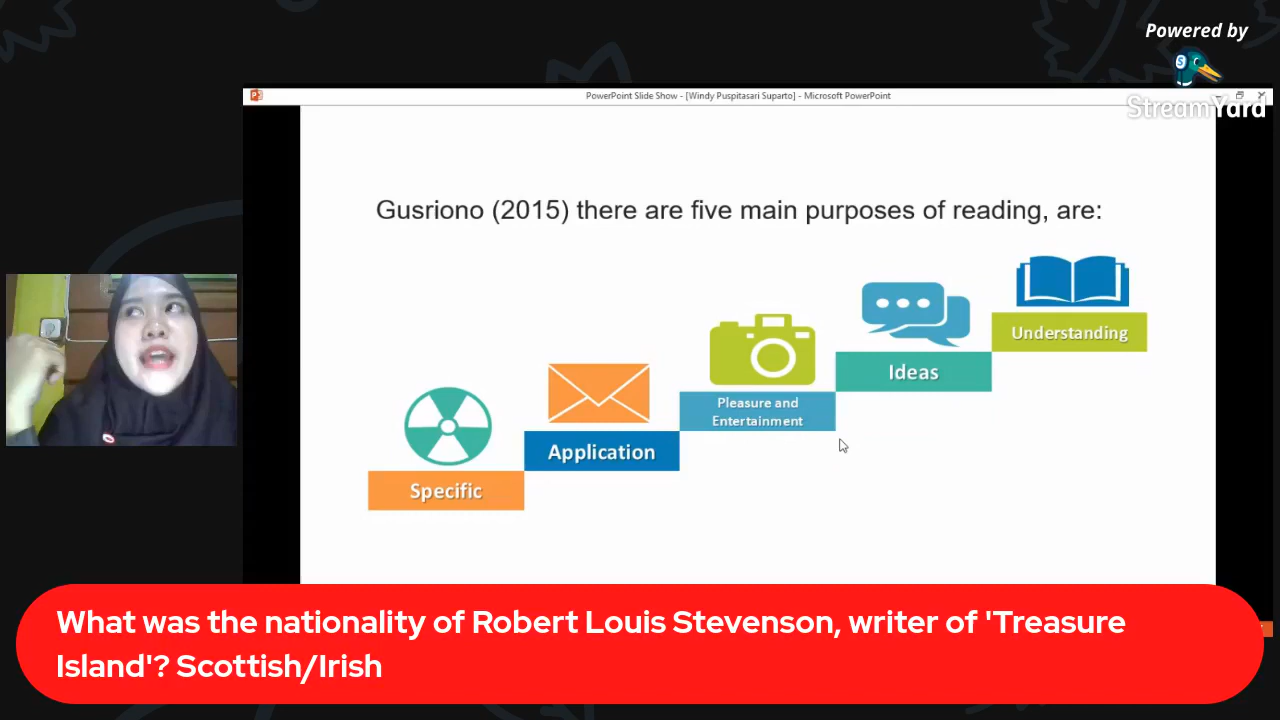 Powered by
StreamYard
PowerPoint Slide Show - [Windy Puspitasari Suparto] - Microsoft PowerPoint
Gusriono (2015) there are five main purposes of reading, are:
Understanding
Ideas
Pleasure and
Entertainment
Application
Specific
What was the nationality of Robert Louis Stevenson, writer of 'Treasure
Island'? Scottish/Irish